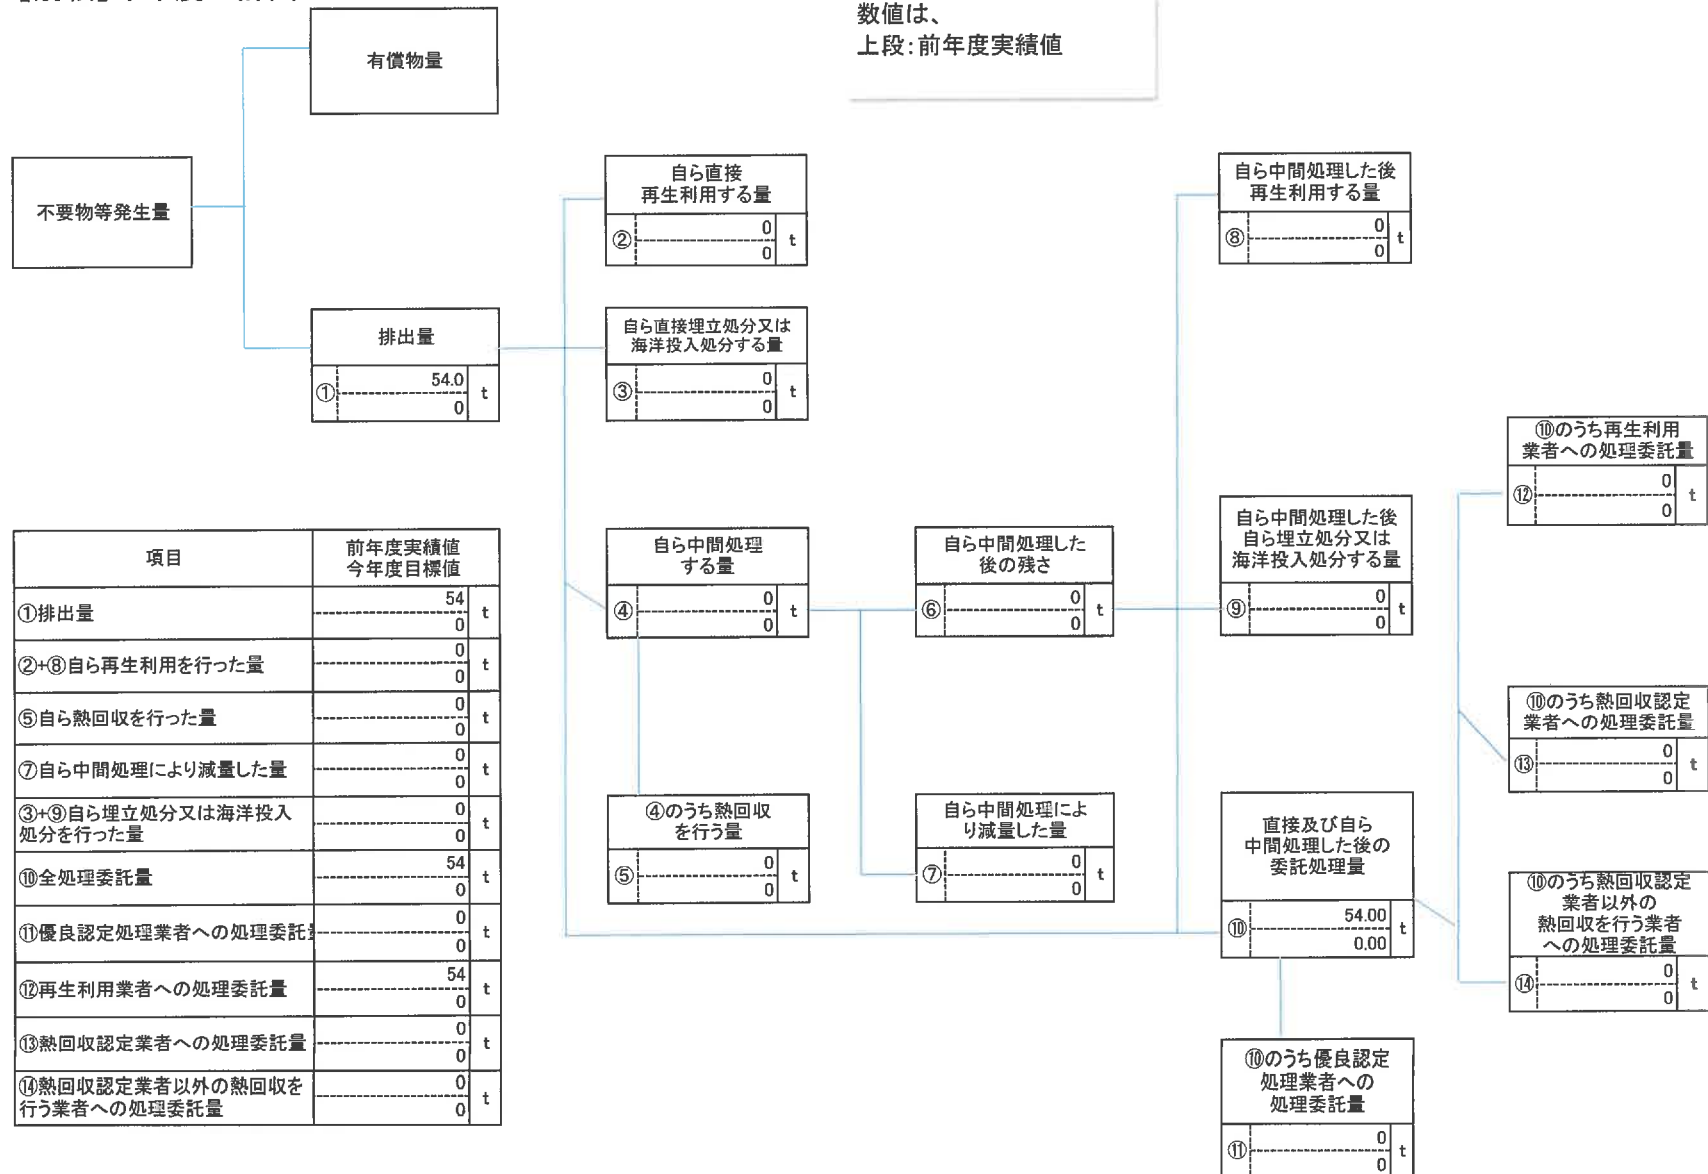 数値は、
上段:前年度実績値
有償物量
不要物等発生量
排出量
① 54.0 t
0
自ら直接
再生利用する量
② 0 t
0
自ら直接埋立処分又は
海洋投入処分する量
③ 0 t
0
自ら中間処理
する量
④ 0 t
0
④のうち熱回収
を行う量
⑤ 0 t
0
自ら中間処理した
後の残さ
⑥ 0 t
0
自ら中間処理によ
り減量した量
⑦ 0 t
0
自ら中間処理した後
再生利用する量
⑧ 0 t
0
自ら中間処理した後
自ら埋立処分又は
海洋投入処分する量
⑨ 0 t
0
直接及び自ら
中間処理した後の
委託処理量
⑩ 54.00 t
0.00
⑩のうち優良認定
処理業者への
処理委託量
⑪ 0 t
0
⑩のうち再生利用
業者への処理委託量
⑫ 0 t
0
⑩のうち熱回収認定
業者への処理委託量
⑬ 0 t
0
⑩のうち熱回収認定
業者以外の
熱回収を行う業者
への処理委託量
⑭ 0 t
0
項目 前年度実績値
今年度目標値
①排出量 54 t
0
②+⑧自ら再生利用を行った量 0 t
0
⑤自ら熱回収を行った量 0 t
0
⑦自ら中間処理により減量した量 0 t
0
③+⑨自ら埋立処分又は海洋投入
処分を行った量 0 t
0
⑩全処理委託量 54 t
0
⑪優良認定処理業者への処理委託 0 t
0
⑫再生利用業者への処理委託量 54 t
0
⑬熱回収認定業者への処理委託量 0 t
0
⑭熱回収認定業者以外の熱回収を
行う業者への処理委託量 0 t
0